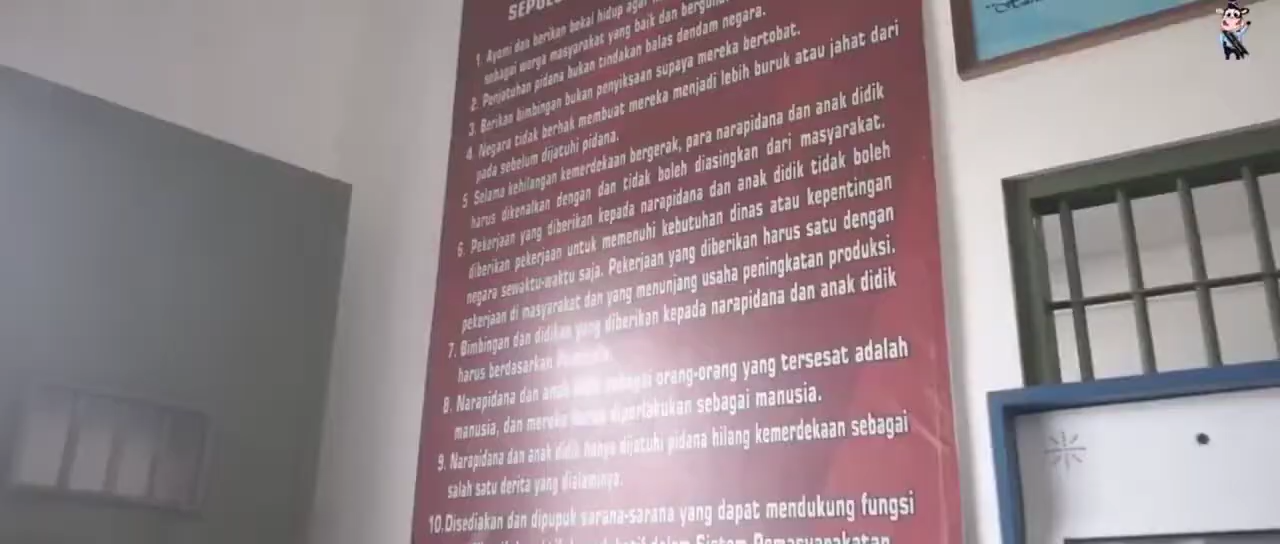 1. Ayomi dan berikan bekal hidup agar
sebagai warga masyarakat yang baik dan berguna
2. Penjatuhan pidana bukan tindakan balas dendam negara.
3. Berikan bimbingan bukan penyiksaan supaya mereka bertobat.
4. Negara tidak berhak membuat mereka menjadi lebih buruk atau jahat dari
pada sebelum dijatuhi pidana.
5 Selama kehilangan kemerdekaan bergerak, para narapidana dan anak didik
harus dikenalkan dengan dan tidak boleh diasingkan dari masyarakat.
6. Pekerjaan yang diberikan kepada narapidana dan anak didik tidak boleh
diberikan pekerjaan untuk memenuhi kebutuhan dinas atau kepentingan
negara sewaktu-waktu saja. Pekerjaan yang diberikan harus satu dengan
pekerjaan di masyarakat dan yang menunjang usaha peningkatan produksi.
7. Bimbingan dan didikan yang diberikan kepada narapidana dan anak didik
harus berdasarkan
8. Narapidana dan anak didik sebagai orang-orang yang tersesat adalah
manusia, dan mereka harus diperlakukan sebagai manusia.
9. Narapidana dan anak didik hanya dijatuhi pidana hilang kemerdekaan sebagai
salah satu derita yang dialaminya.
10. Disediakan dan dipupuk sarana-sarana yang dapat mendukung fungsi
dalam Sistem Pemasyarakatan